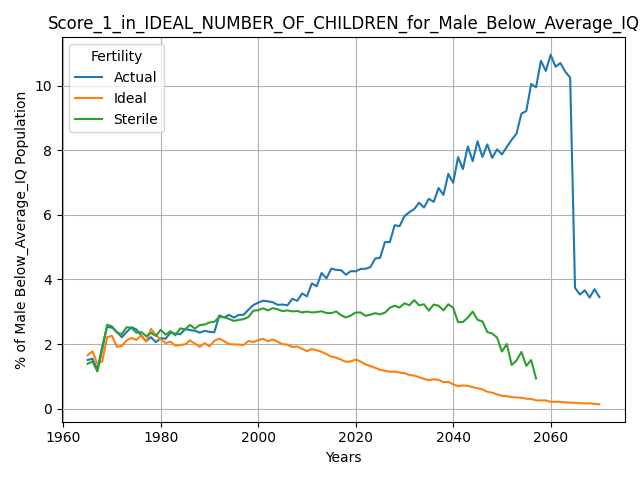 Score_1_in_IDEAL_NUMBER_OF_CHILDREN_for_Male_Below_Average_IQ
Fertility
Actual
Ideal
Sterile
% of Male Below_Average_IQ Population
10
8
6
4
2
0
1960
1980
2000
2020
2040
2060
Years